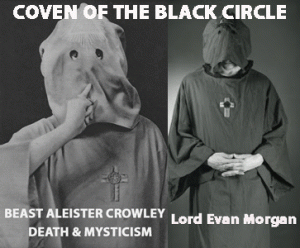 COVEN OF THE BLACK CIRCLE
BEAST ALEISTER CROWLEY
DEATH & MYSTICISM
Lord Evan Morgan